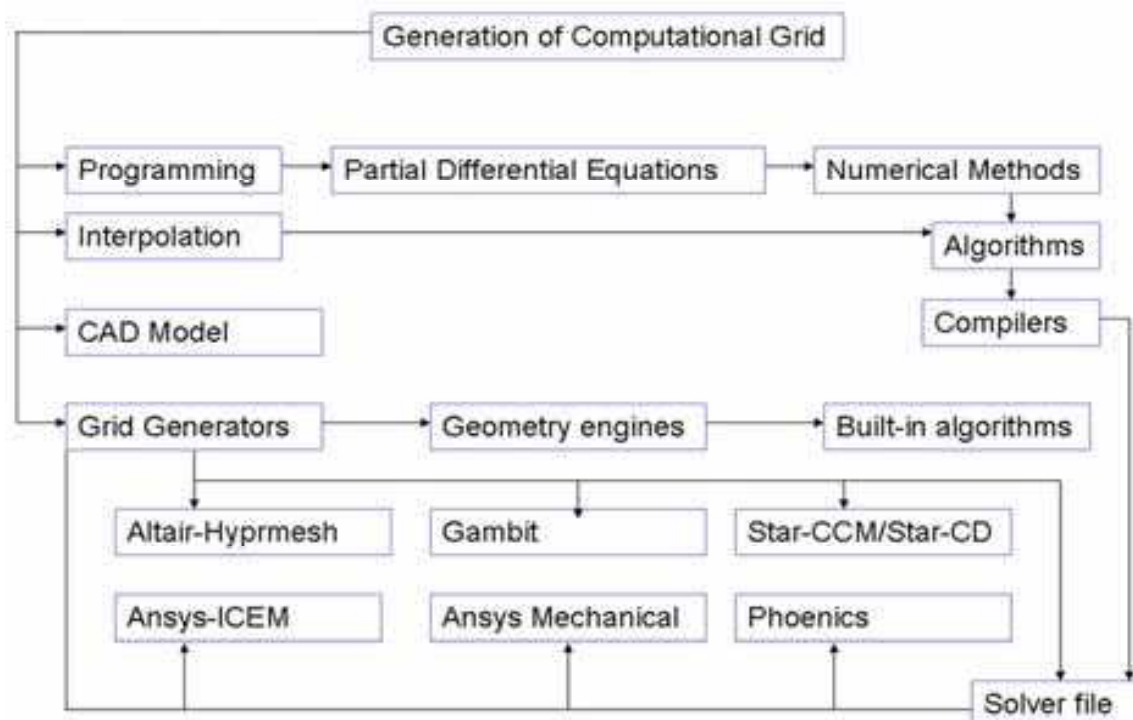 Generation of Computational Grid
Programming
Partial Differential Equations
Numerical Methods
Interpolation
Algorithms
CAD Model
Compilers
Grid Generators
Geometry engines
Built-in algorithms
Altair-Hyprmesh
Gambit
Star-CCM/Star-CD
Ansys-ICEM
Ansys Mechanical
Phoenics
Solver file